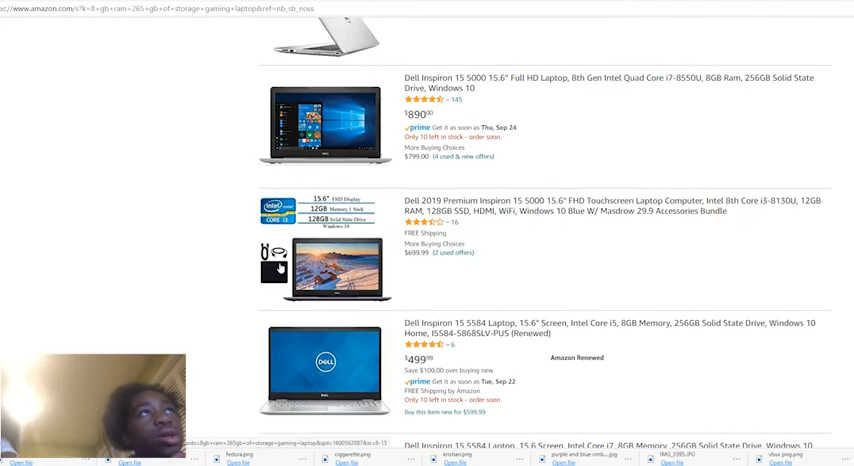 ps://www.amazon.com/s?k=8+gb+ram+265+gb+of+storage+gaming+laptop&ref=nb_sb_noss
Dell Inspiron 15 5000 15.6" Full HD Laptop, 8th Gen Intel Quad Core i7-8550U, 8GB Ram, 256GB Solid State
Drive, Windows 10
145
$89000
prime Get it as soon as Thu, Sep 24
Only 10 left in stock - order soon.
More Buying Choices
$799.00 (4 used & new offers)
15.6" FHD Display
12GB Memory 1 Stick
128GB Solid State Drive
Windows 10
intel
CORE i3
Dell 2019 Premium Inspiron 15 5000 15.6" FHD Touchscreen Laptop Computer, Intel 8th Core i3-8130U, 12GB
RAM, 128GB SSD, HDMI, WiFi, Windows 10 Blue W/ Masdrow 29.9 Accessories Bundle
16
FREE Shipping
More Buying Choices
$699.99 (2 used offers)
DELL
Dell Inspiron 15 5584 Laptop, 15.6" Screen, Intel Core i5, 8GB Memory, 256GB Solid State Drive, Windows 10
Home, I5584-5868SLV-PUS (Renewed)
6
$49999
Amazon Renewed
Save $100.00 over buying new
prime Get it as soon as Tue, Sep 22
FREE Shipping by Amazon
Only 10 left in stock - order soon.
Buy this item new for $599.99
ords=8gb+ram+265gb+of+storage+gaming+laptop&qid=1600562087&sr=8-15
Dell Inspiron 15 5584 Laptop, 15.6 Screen, Intel Core i7, 8GB Memory, 256GB Solid State Drive, Windows 10
Open file
Open file
fedora.png
Open file
ciggarette.png
Open file
kristian.png
Open file
purple and blue omb...jpg
Open file
IMG_3395.JPG
Open file
vbux png.png
Open file